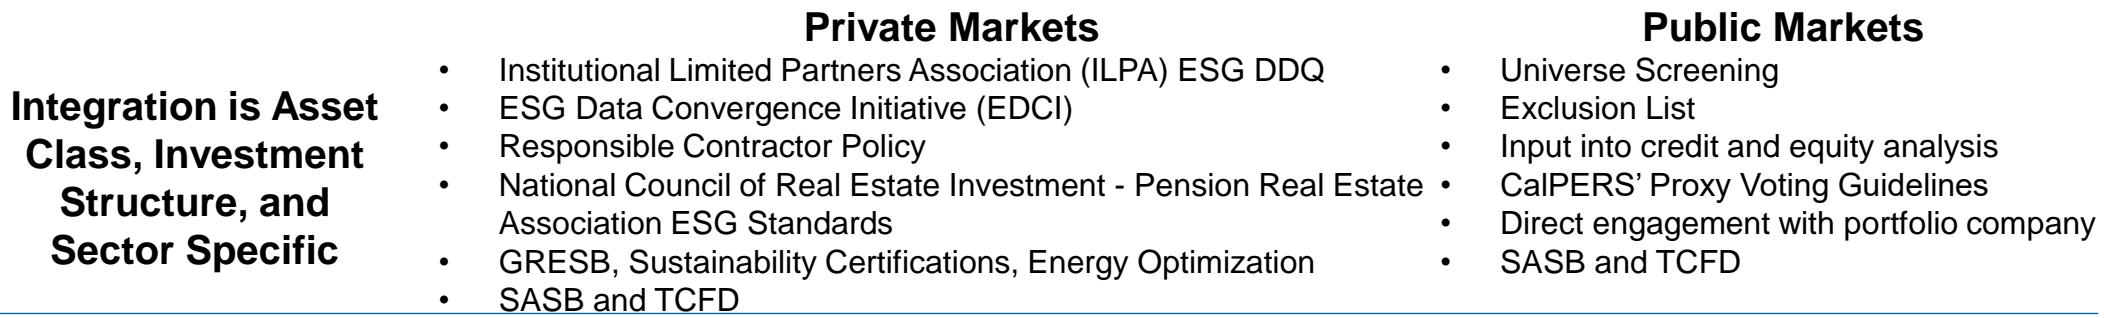 Integration is Asset
Class, Investment
Structure, and
Sector Specific
Private Markets
• Institutional Limited Partners Association (ILPA) ESG DDQ
• ESG Data Convergence Initiative (EDCI)
• Responsible Contractor Policy
• National Council of Real Estate Investment - Pension Real Estate
Association ESG Standards
• GRESB, Sustainability Certifications, Energy Optimization
• SASB and TCFD
Public Markets
• Universe Screening
• Exclusion List
• Input into credit and equity analysis
• CalPERS’ Proxy Voting Guidelines
• Direct engagement with portfolio company
• SASB and TCFD